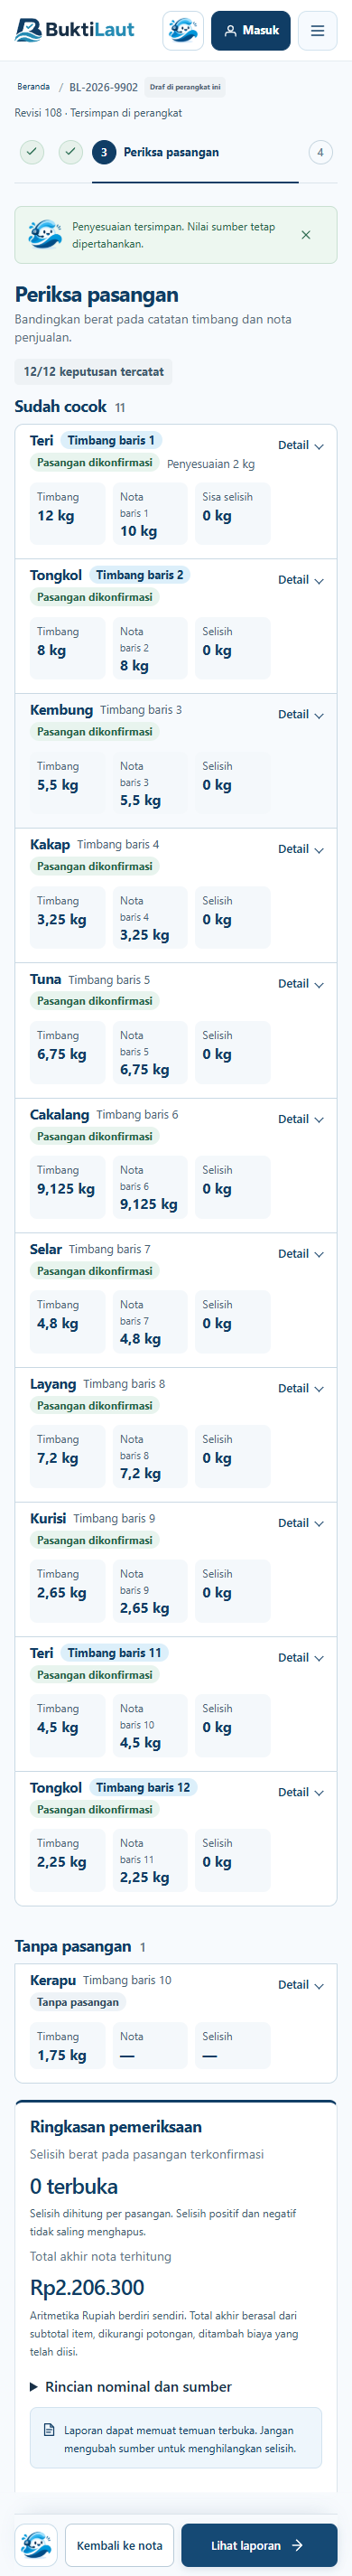 BuktiLaut
Masuk
Beranda / BL-2026-9902 Draf di perangkat ini
Revisi 108 · Tersimpan di perangkat
3 Periksa pasangan 4
Penyesuaian tersimpan. Nilai sumber tetap
dipertahankan.
Periksa pasangan
Bandingkan berat pada catatan timbang dan nota
penjualan.
12/12 keputusan tercatat
Sudah cocok 11
Teri Timbang baris 1 Detail
Pasangan dikonfirmasi Penyesuaian 2 kg
Timbang Nota Sisa selisih
12 kg baris 1 0 kg
10 kg
Tongkol Timbang baris 2 Detail
Pasangan dikonfirmasi
Timbang Nota Selisih
8 kg baris 2 0 kg
8 kg
Kembung Timbang baris 3 Detail
Pasangan dikonfirmasi
Timbang Nota Selisih
5,5 kg baris 3 0 kg
5,5 kg
Kakap Timbang baris 4 Detail
Pasangan dikonfirmasi
Timbang Nota Selisih
3,25 kg baris 4 0 kg
3,25 kg
Tuna Timbang baris 5 Detail
Pasangan dikonfirmasi
Timbang Nota Selisih
6,75 kg baris 5 0 kg
6,75 kg
Cakalang Timbang baris 6 Detail
Pasangan dikonfirmasi
Timbang Nota Selisih
9,125 kg baris 6 0 kg
9,125 kg
Selar Timbang baris 7 Detail
Pasangan dikonfirmasi
Timbang Nota Selisih
4,8 kg baris 7 0 kg
4,8 kg
Layang Timbang baris 8 Detail
Pasangan dikonfirmasi
Timbang Nota Selisih
7,2 kg baris 8 0 kg
7,2 kg
Kurisi Timbang baris 9 Detail
Pasangan dikonfirmasi
Timbang Nota Selisih
2,65 kg baris 9 0 kg
2,65 kg
Teri Timbang baris 11 Detail
Pasangan dikonfirmasi
Timbang Nota Selisih
4,5 kg baris 10 0 kg
4,5 kg
Tongkol Timbang baris 12 Detail
Pasangan dikonfirmasi
Timbang Nota Selisih
2,25 kg baris 11 0 kg
2,25 kg
Tanpa pasangan 1
Kerapu Timbang baris 10 Detail
Tanpa pasangan
Timbang Nota Selisih
1,75 kg — —
Ringkasan pemeriksaan
Selisih berat pada pasangan terkonfirmasi
0 terbuka
Selisih dihitung per pasangan. Selisih positif dan negatif
tidak saling menghapus.
Total akhir nota terhitung
Rp2.206.300
Aritmetika Rupiah berdiri sendiri. Total akhir berasal dari
subtotal item, dikurangi potongan, ditambah biaya yang
telah diisi.
Rincian nominal dan sumber
Laporan dapat memuat temuan terbuka. Jangan
mengubah sumber untuk menghilangkan selisih.
Kembali ke nota Lihat laporan